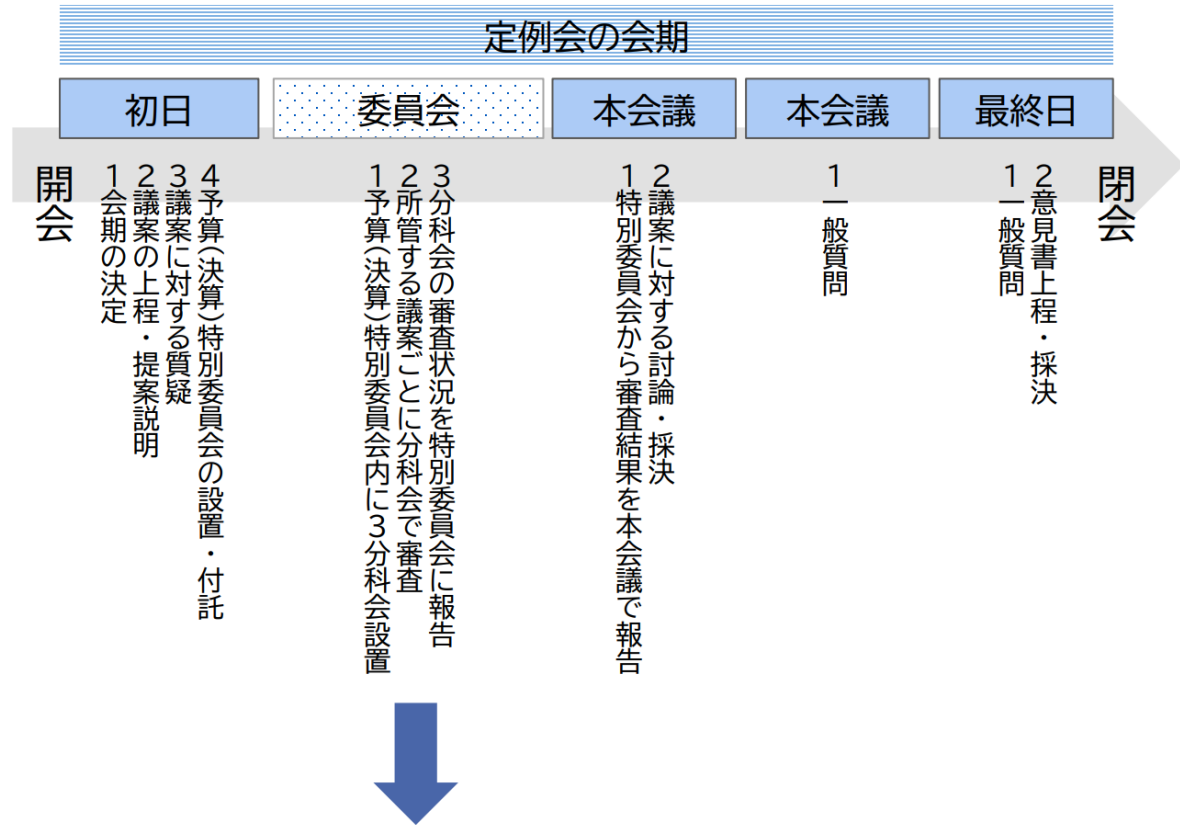 定例会の会期
初日
委員会
本会議
本会議
最終日
開会
1会期の決定
2議案の上程・提案説明
3議案に対する質疑
4予算(決算)特別委員会の設置・付託
1予算(決算)特別委員会内に3分科会設置
2所管する議案ごとに分科会で審査
3分科会の審査状況を特別委員会に報告
1特別委員会から審査結果を本会議で報告
2議案に対する討論・採決
1一般質問
1一般質問
2意見書上程・採決
閉会